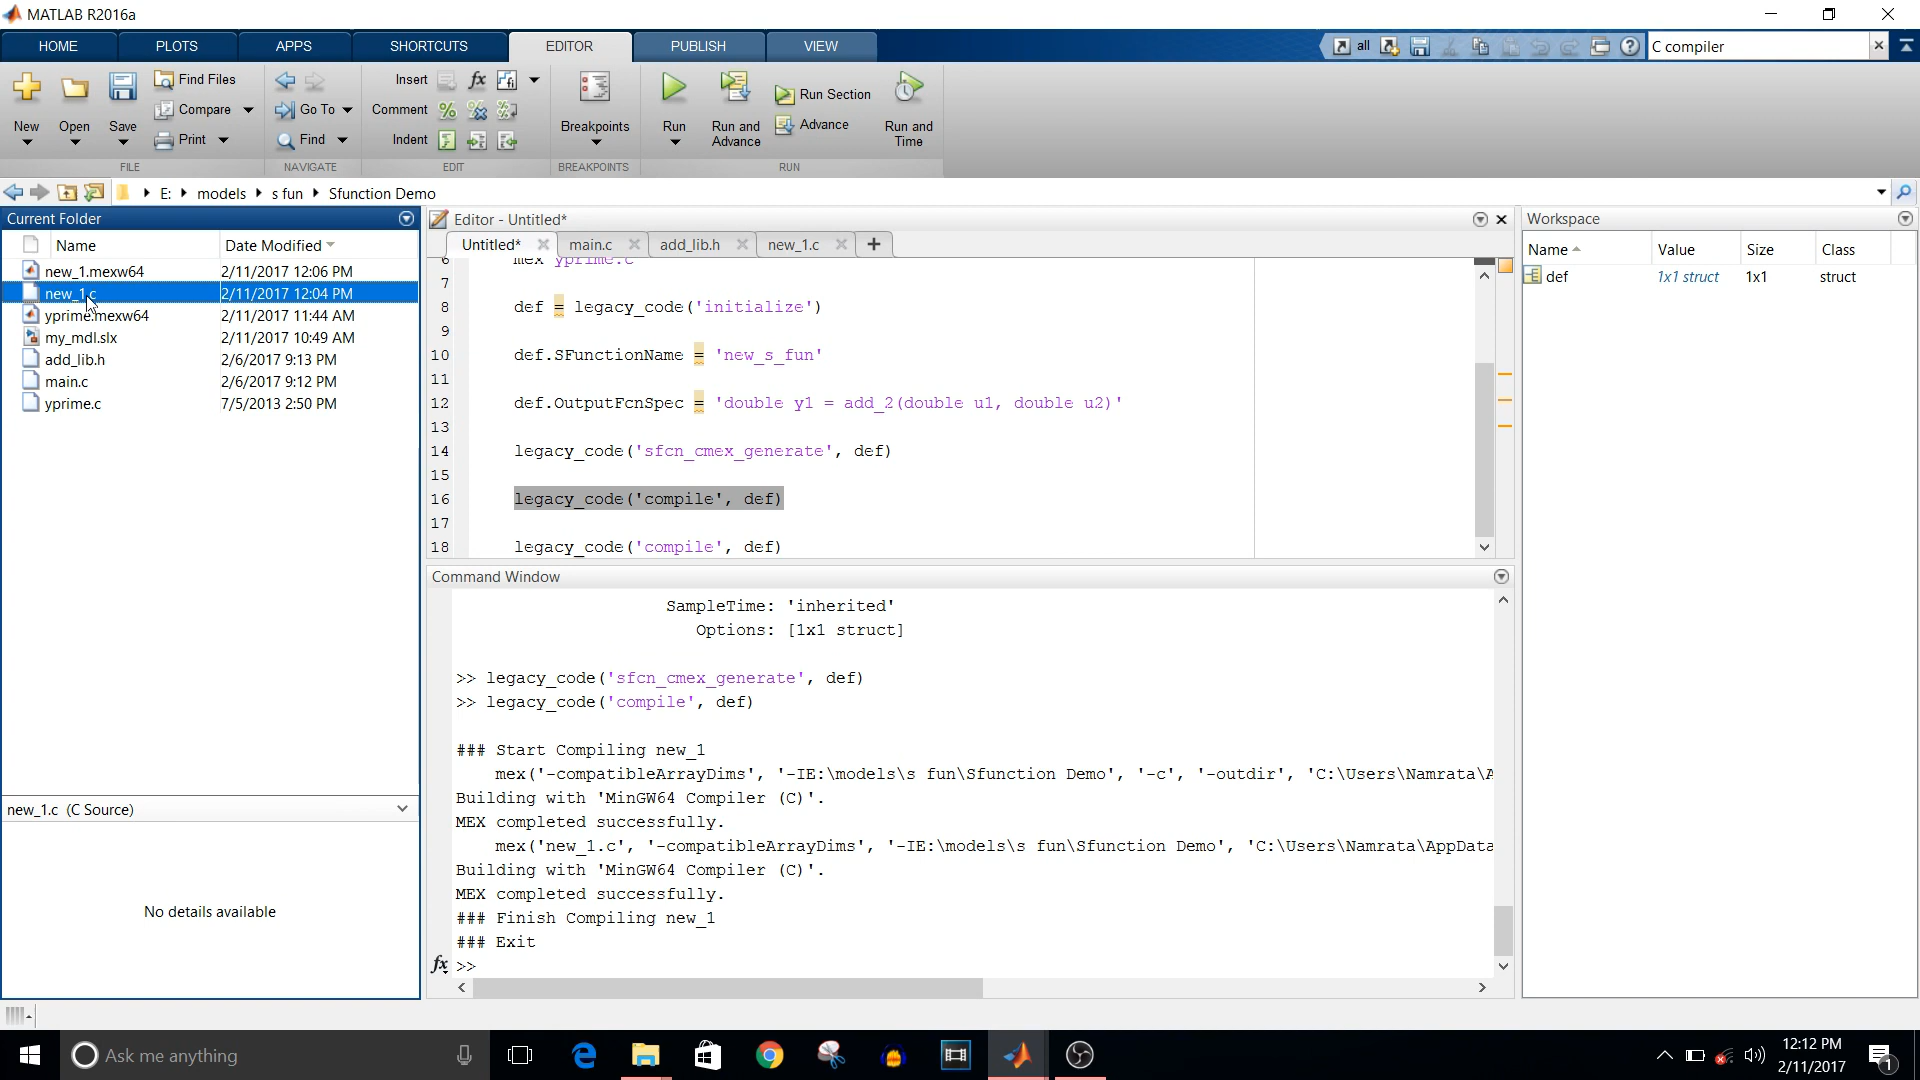 MATLAB R2016a
HOME PLOTS APPS SHORTCUTS EDITOR PUBLISH VIEW
all
C compiler
New Open Save
Find Files
Compare
Print
Go To
Find
Insert
Comment
Indent
Breakpoints
Run
Run and Advance
Run Section
Advance
Run and Time
FILE NAVIGATE EDIT BREAKPOINTS RUN
E: models s fun Sfunction Demo
Current Folder
Name Date Modified
new_1.mexw64 2/11/2017 12:06 PM
new_1.c 2/11/2017 12:04 PM
yprime.mexw64 2/11/2017 11:44 AM
my_mdl.slx 2/11/2017 10:49 AM
add_lib.h 2/6/2017 9:13 PM
main.c 2/6/2017 9:12 PM
yprime.c 7/5/2013 2:50 PM
new_1.c (C Source)
No details available
Editor - Untitled*
Untitled* main.c add_lib.h new_1.c
6 mex yprime.c
7
8 def = legacy_code('initialize')
9
10 def.SFunctionName = 'new_s_fun'
11
12 def.OutputFcnSpec = 'double y1 = add_2(double u1, double u2)'
13
14 legacy_code('sfcn_cmex_generate', def)
15
16 legacy_code('compile', def)
17
18 legacy_code('compile', def)
Command Window
SampleTime: 'inherited'
Options: [1x1 struct]
>> legacy_code('sfcn_cmex_generate', def)
>> legacy_code('compile', def)
### Start Compiling new_1
mex('-compatibleArrayDims', '-IE:\models\s fun\Sfunction Demo', '-c', '-outdir', 'C:\Users\Namrata\A
Building with 'MinGW64 Compiler (C)'.
MEX completed successfully.
mex('new_1.c', '-compatibleArrayDims', '-IE:\models\s fun\Sfunction Demo', 'C:\Users\Namrata\AppData
Building with 'MinGW64 Compiler (C)'.
MEX completed successfully.
### Finish Compiling new_1
### Exit
fx >>
Workspace
Name Value Size Class
def 1x1 struct 1x1 struct
Ask me anything
12:12 PM
2/11/2017
1